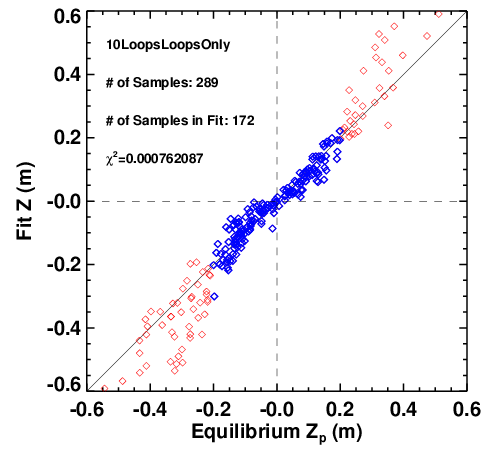 0.6
0.4
0.2
-0.0
-0.2
-0.4
-0.6
Fit Z (m)
10LoopsLoopsOnly
# of Samples: 289
# of Samples in Fit: 172
χ²=0.000762087
-0.6 -0.4 -0.2 -0.0 0.2 0.4 0.6
Equilibrium Zp (m)